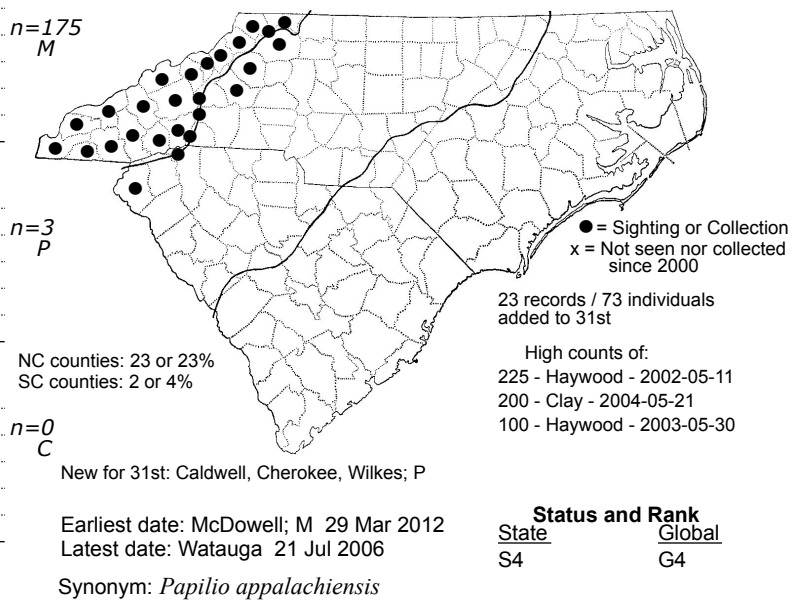 n=175
M
n=3
P
n=0
C
● = Sighting or Collection
x = Not seen nor collected
since 2000
23 records / 73 individuals
added to 31st
High counts of:
225 - Haywood - 2002-05-11
200 - Clay - 2004-05-21
100 - Haywood - 2003-05-30
NC counties: 23 or 23%
SC counties: 2 or 4%
New for 31st: Caldwell, Cherokee, Wilkes; P
Earliest date: McDowell; M 29 Mar 2012
Latest date: Watauga 21 Jul 2006
Synonym: Papilio appalachiensis
Status and Rank
State Global
S4 G4